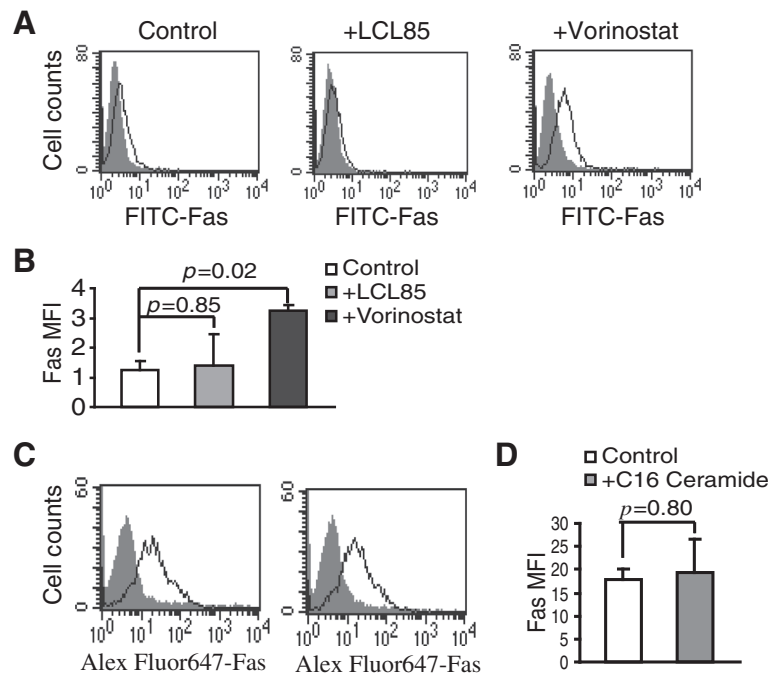 A
Control
+LCL85
+Vorinostat
Cell counts
80
0
10⁰ 10¹ 10² 10³ 10⁴
FITC-Fas
80
0
10⁰ 10¹ 10² 10³ 10⁴
FITC-Fas
80
0
10⁰ 10¹ 10² 10³ 10⁴
FITC-Fas
B
Fas MFI
4
3
2
1
0
p=0.02
p=0.85
Control
+LCL85
+Vorinostat
C
Cell counts
60
0
10⁰ 10¹ 10² 10³ 10⁴
Alex Fluor647-Fas
60
0
10⁰ 10¹ 10² 10³ 10⁴
Alex Fluor647-Fas
D
Control
+C16 Ceramide
p=0.80
Fas MFI
30
25
20
15
10
5
0